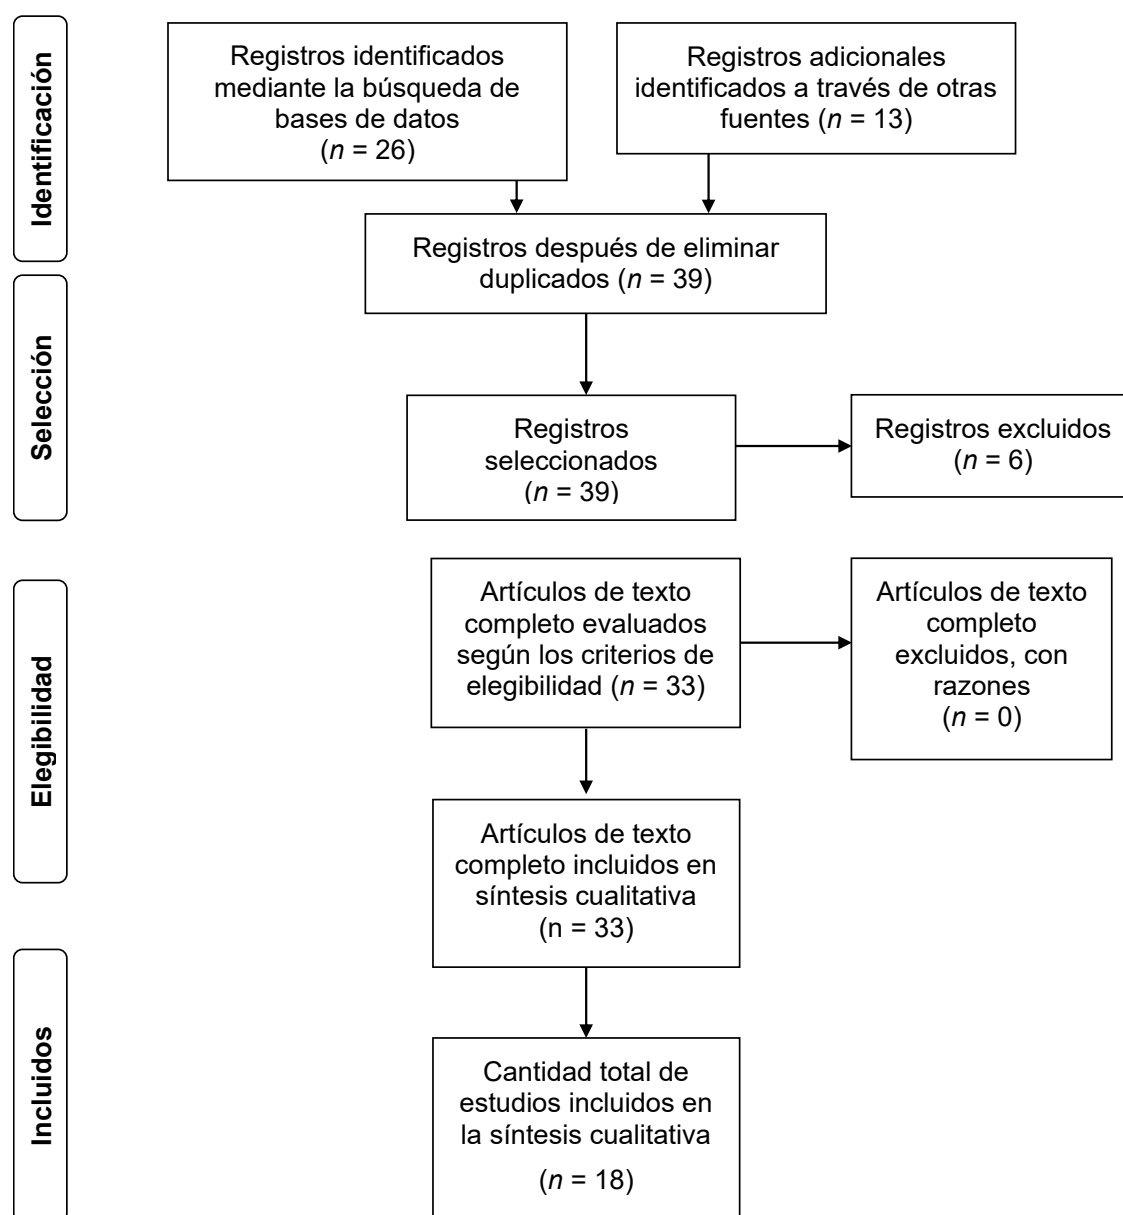 Identificación
Registros identificados
mediante la búsqueda de
bases de datos
(n = 26)
Registros adicionales
identificados a través de otras
fuentes (n = 13)
Registros después de eliminar
duplicados (n = 39)
Selección
Registros
seleccionados
(n = 39)
Registros excluidos
(n = 6)
Elegibilidad
Artículos de texto
completo evaluados
según los criterios de
elegibilidad (n = 33)
Artículos de texto
completo
excluidos, con
razones
(n = 0)
Artículos de texto
completo incluidos en
síntesis cualitativa
(n = 33)
Incluidos
Cantidad total de
estudios incluidos en
la síntesis cualitativa
(n = 18)